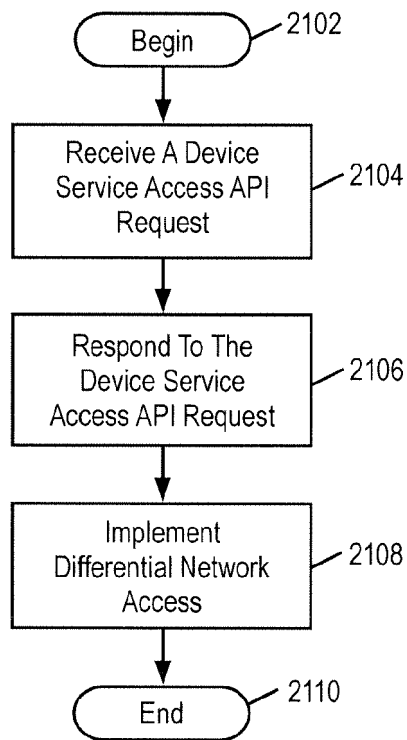 Begin
2102
Receive A Device
Service Access API
Request
2104
Respond To The
Device Service
Access API Request
2106
Implement
Differential Network
Access
2108
End
2110